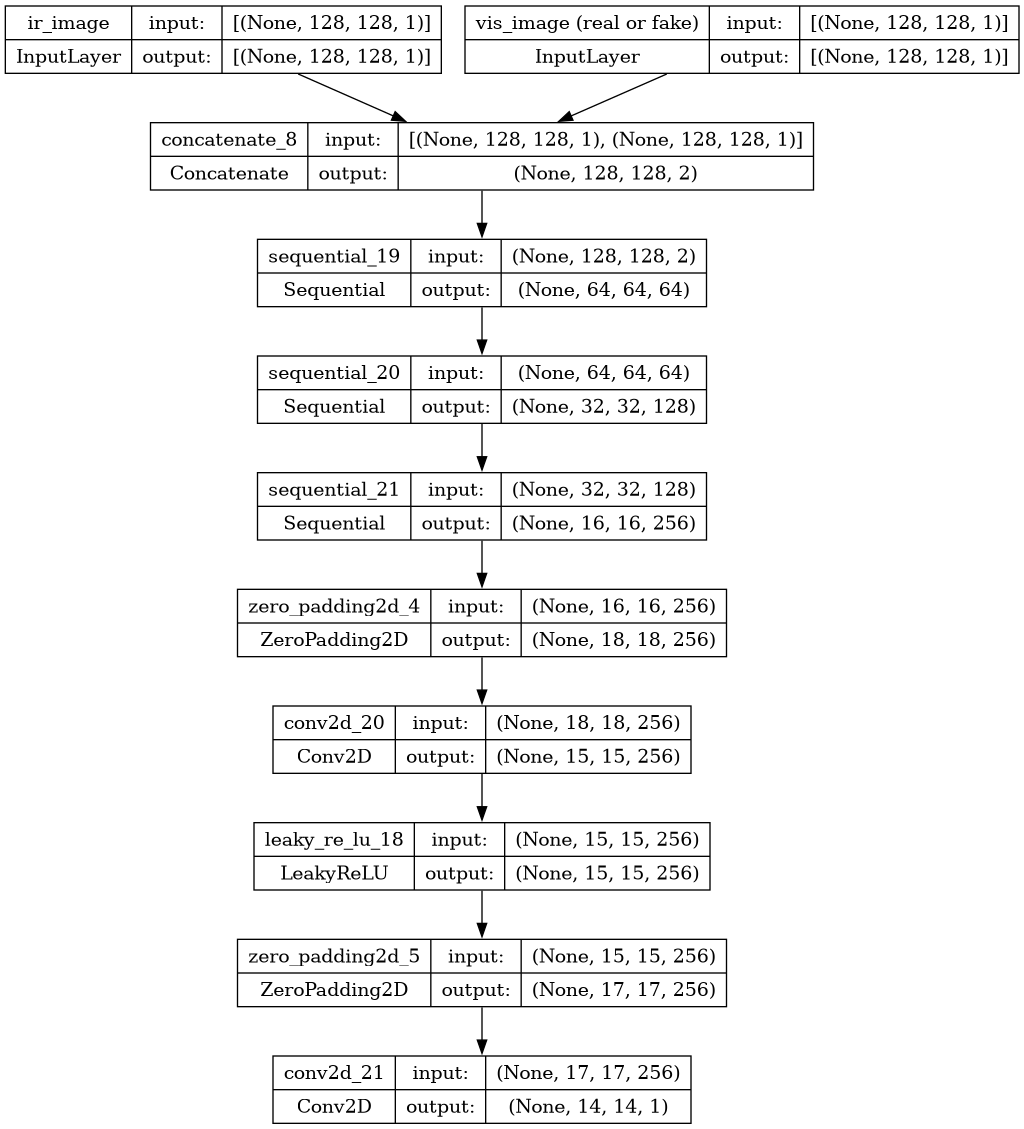 ir_image input: [(None, 128, 128, 1)]
InputLayer output: [(None, 128, 128, 1)]
vis_image (real or fake) input: [(None, 128, 128, 1)]
InputLayer output: [(None, 128, 128, 1)]
concatenate_8 input: [(None, 128, 128, 1), (None, 128, 128, 1)]
Concatenate output: (None, 128, 128, 2)
sequential_19 input: (None, 128, 128, 2)
Sequential output: (None, 64, 64, 64)
sequential_20 input: (None, 64, 64, 64)
Sequential output: (None, 32, 32, 128)
sequential_21 input: (None, 32, 32, 128)
Sequential output: (None, 16, 16, 256)
zero_padding2d_4 input: (None, 16, 16, 256)
ZeroPadding2D output: (None, 18, 18, 256)
conv2d_20 input: (None, 18, 18, 256)
Conv2D output: (None, 15, 15, 256)
leaky_re_lu_18 input: (None, 15, 15, 256)
LeakyReLU output: (None, 15, 15, 256)
zero_padding2d_5 input: (None, 15, 15, 256)
ZeroPadding2D output: (None, 17, 17, 256)
conv2d_21 input: (None, 17, 17, 256)
Conv2D output: (None, 14, 14, 1)